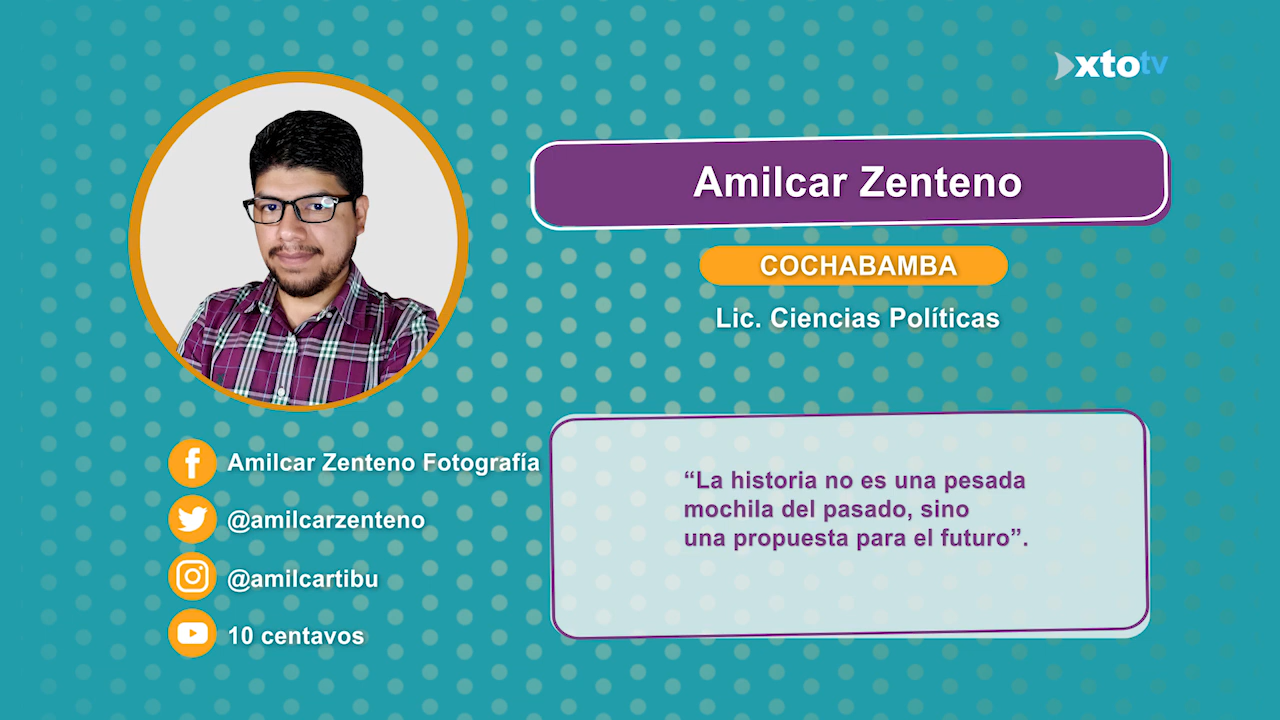 xtotv
Amilcar Zenteno
COCHABAMBA
Lic. Ciencias Políticas
Amilcar Zenteno Fotografía
@amilcarzenteno
@amilcartibu
10 centavos
“La historia no es una pesada
mochila del pasado, sino
una propuesta para el futuro”.